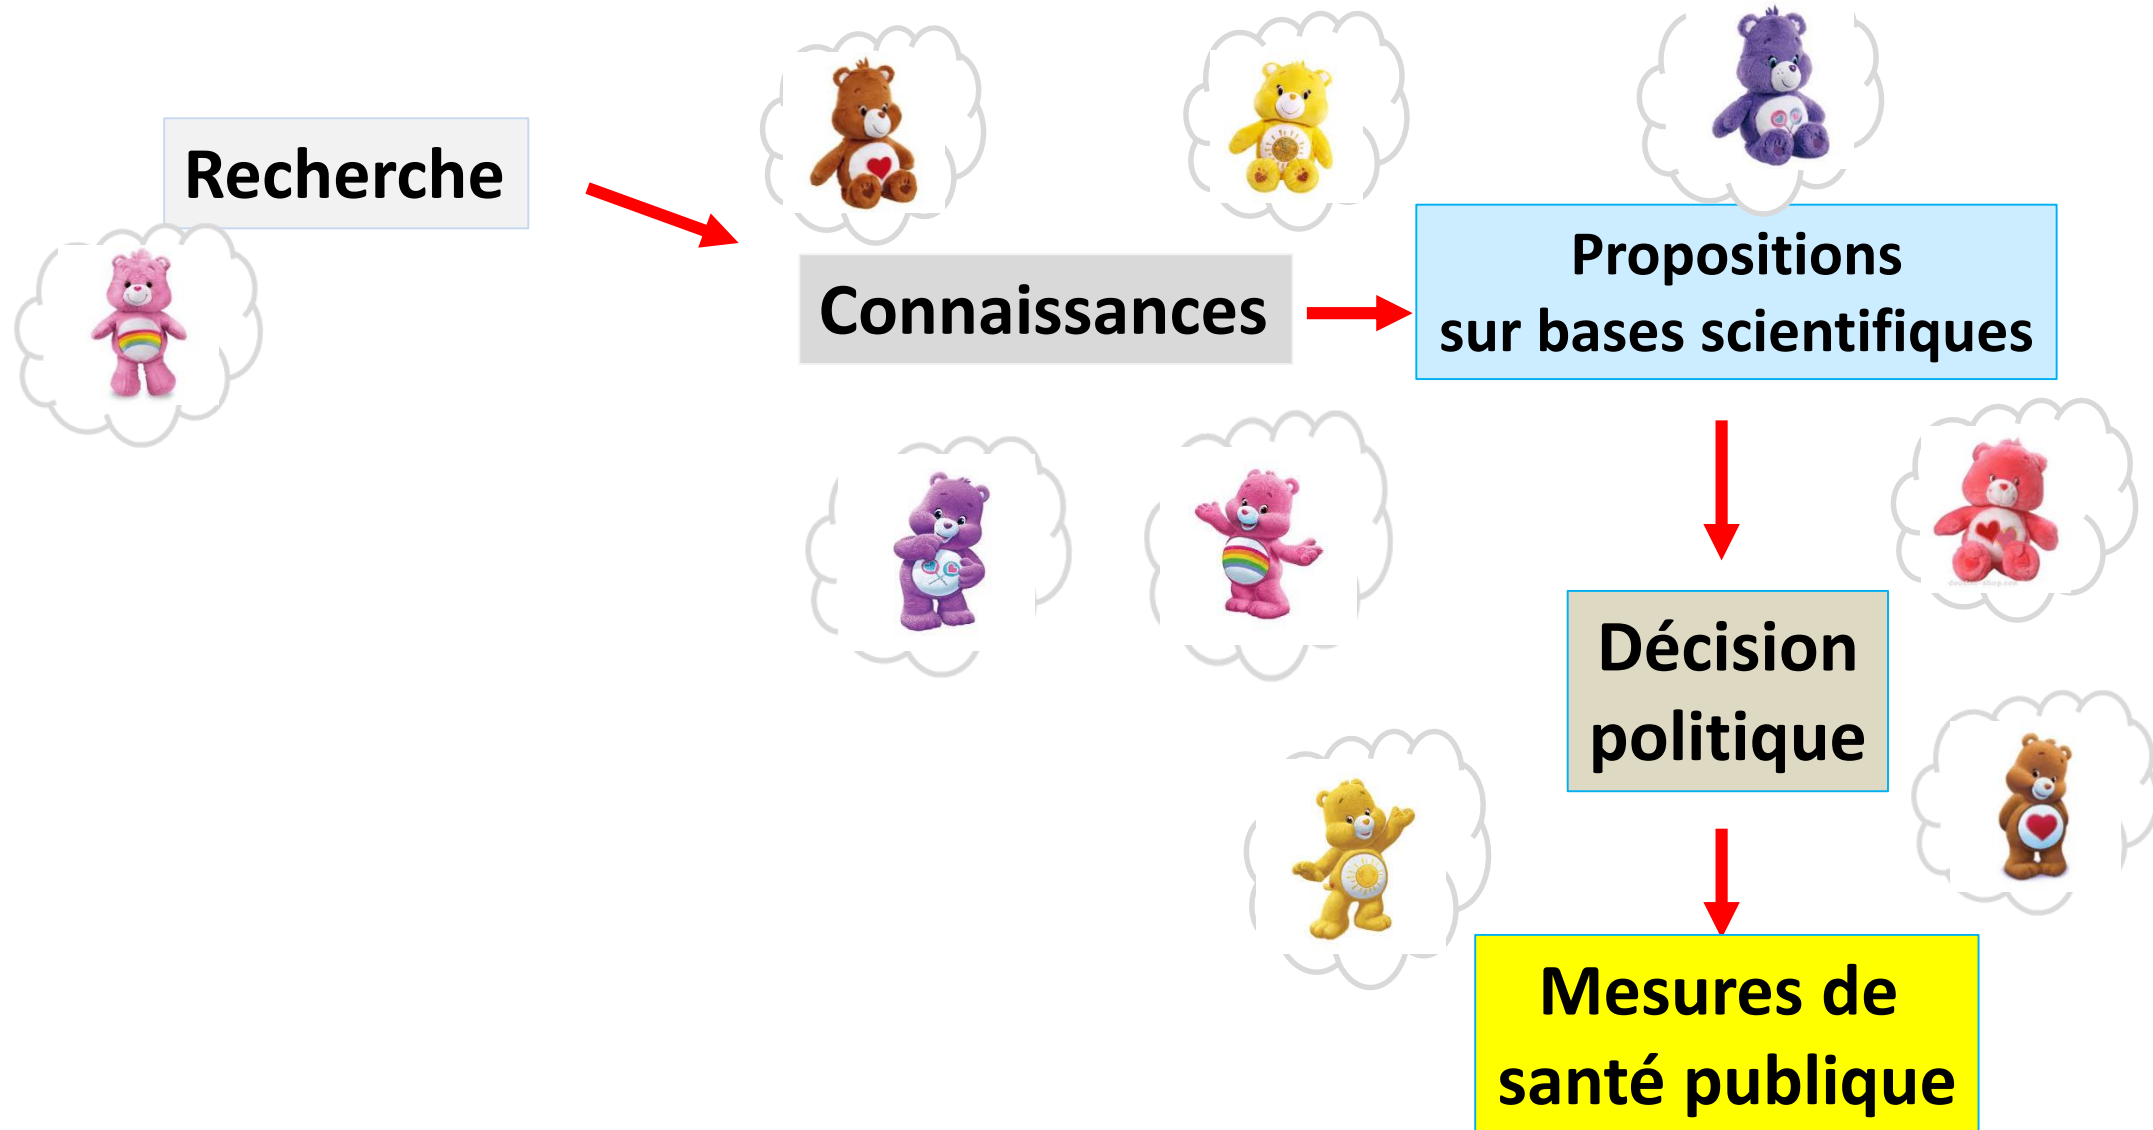 Recherche
Connaissances
Propositions
sur bases scientifiques
Décision
politique
Mesures de
santé publique